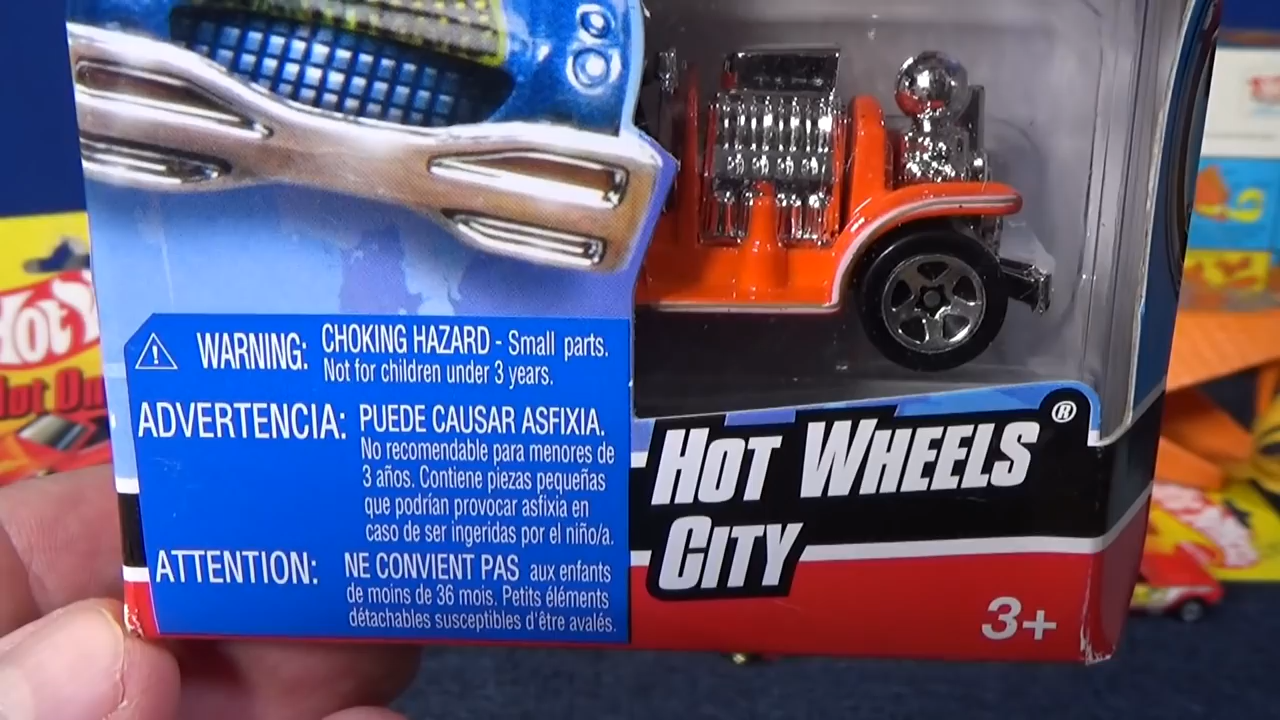 WARNING: CHOKING HAZARD - Small parts.
Not for children under 3 years.
ADVERTENCIA: PUEDE CAUSAR ASFIXIA.
No recomendable para menores de
3 años. Contiene piezas pequeñas
que podrían provocar asfixia en
caso de ser ingeridas por el niño/a.
ATTENTION: NE CONVIENT PAS aux enfants
de moins de 36 mois. Petits éléments
détachables susceptibles d'être avalés.
HOT WHEELS®
CITY
3+
Hot
Hot